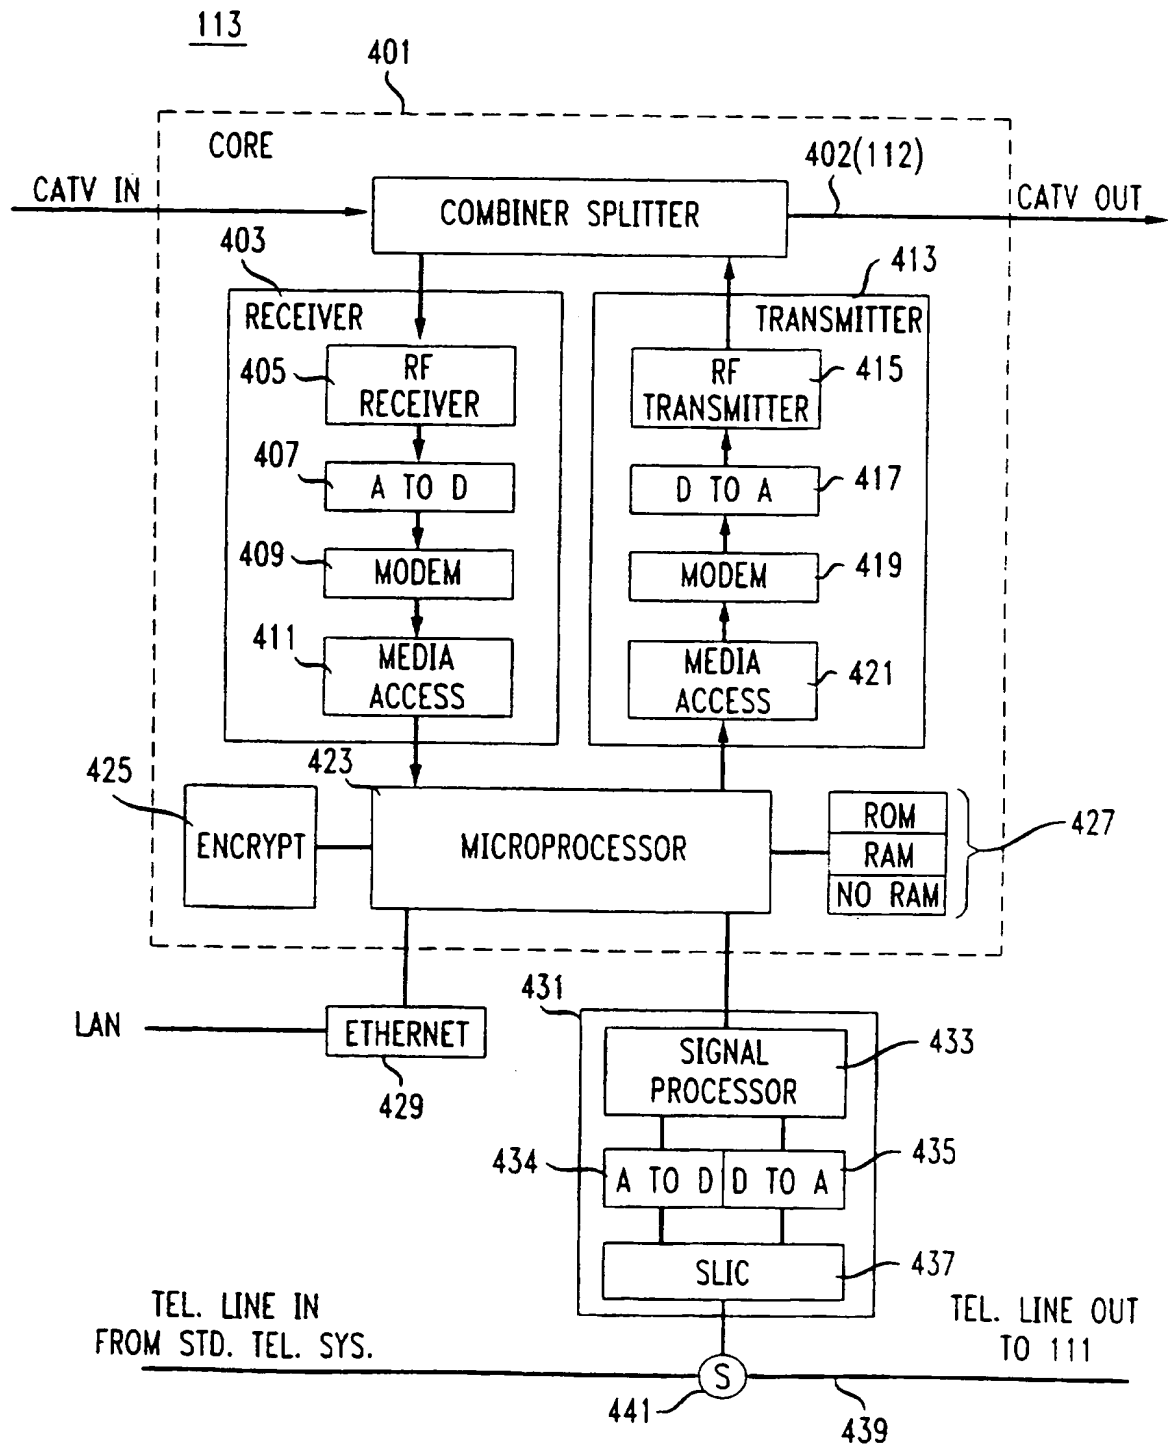 113
401
CORE
402(112)
CATV IN
CATV OUT
COMBINER SPLITTER
403
413
RECEIVER
TRANSMITTER
405
RF
RECEIVER
RF
TRANSMITTER
415
407
A TO D
D TO A
417
409
MODEM
MODEM
419
411
MEDIA
ACCESS
MEDIA
ACCESS
421
423
425
ENCRYPT
MICROPROCESSOR
ROM
RAM
NO RAM
427
431
LAN
ETHERNET
429
SIGNAL
PROCESSOR
433
434
A TO D
D TO A
435
SLIC
437
TEL. LINE IN
FROM STD. TEL. SYS.
TEL. LINE OUT
TO 111
S
441
439